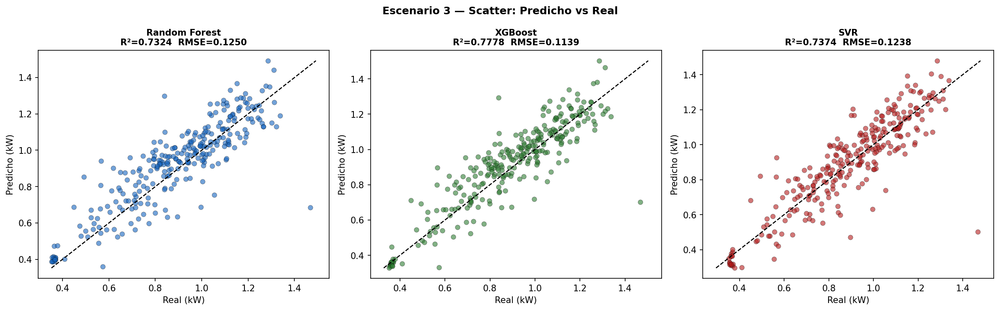 Escenario 3 — Scatter: Predicho vs Real
Random Forest
R²=0.7324  RMSE=0.1250
Predicho (kW)
1.4
1.2
1.0
0.8
0.6
0.4
0.4 0.6 0.8 1.0 1.2 1.4
Real (kW)
XGBoost
R²=0.7778  RMSE=0.1139
Predicho (kW)
1.4
1.2
1.0
0.8
0.6
0.4
0.4 0.6 0.8 1.0 1.2 1.4
Real (kW)
SVR
R²=0.7374  RMSE=0.1238
Predicho (kW)
1.4
1.2
1.0
0.8
0.6
0.4
0.4 0.6 0.8 1.0 1.2 1.4
Real (kW)